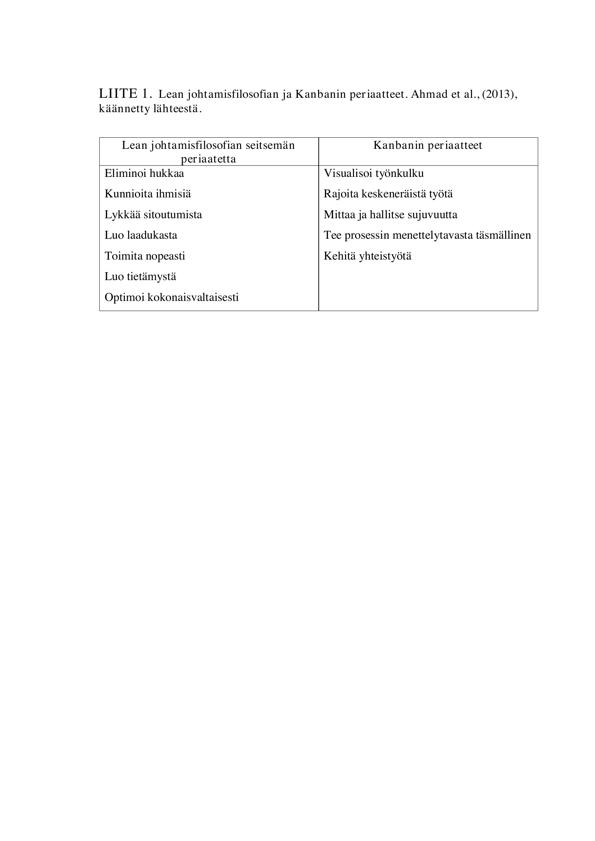 LIITE 1. Lean johtamisfilosofian ja Kanbanin periaatteet. Ahmad et al., (2013),
käännetty lähteestä.
Lean johtamisfilosofian seitsemän
periaatetta
Kanbanin periaatteet
Eliminoi hukkaa
Visualisoi työnkulku
Kunnioita ihmisiä
Rajoita keskeneräistä työtä
Lykkää sitoutumista
Mittaa ja hallitse sujuvuutta
Luo laadukasta
Tee prosessin menettelytavasta täsmällinen
Toimita nopeasti
Kehitä yhteistyötä
Luo tietämystä
Optimoi kokonaisvaltaisesti